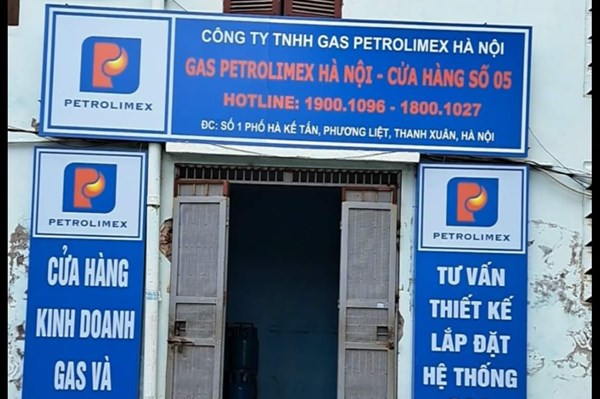 PETROLIMEX
CÔNG TY TNHH GAS PETROLIMEX HÀ NỘI
GAS PETROLIMEX HÀ NỘI - CỬA HÀNG SỐ 05
HOTLINE: 1900.1096 - 1800.1027
ĐC: SỐ 1 PHỐ HÀ KẾ TẤN, PHƯƠNG LIỆT, THANH XUÂN, HÀ NỘI
PETROLIMEX
CỬA HÀNG
KINH DOANH
GAS VÀ
PETROLIMEX
TƯ VẤN
THIẾT KẾ
LẮP ĐẶT
HỆ THỐNG